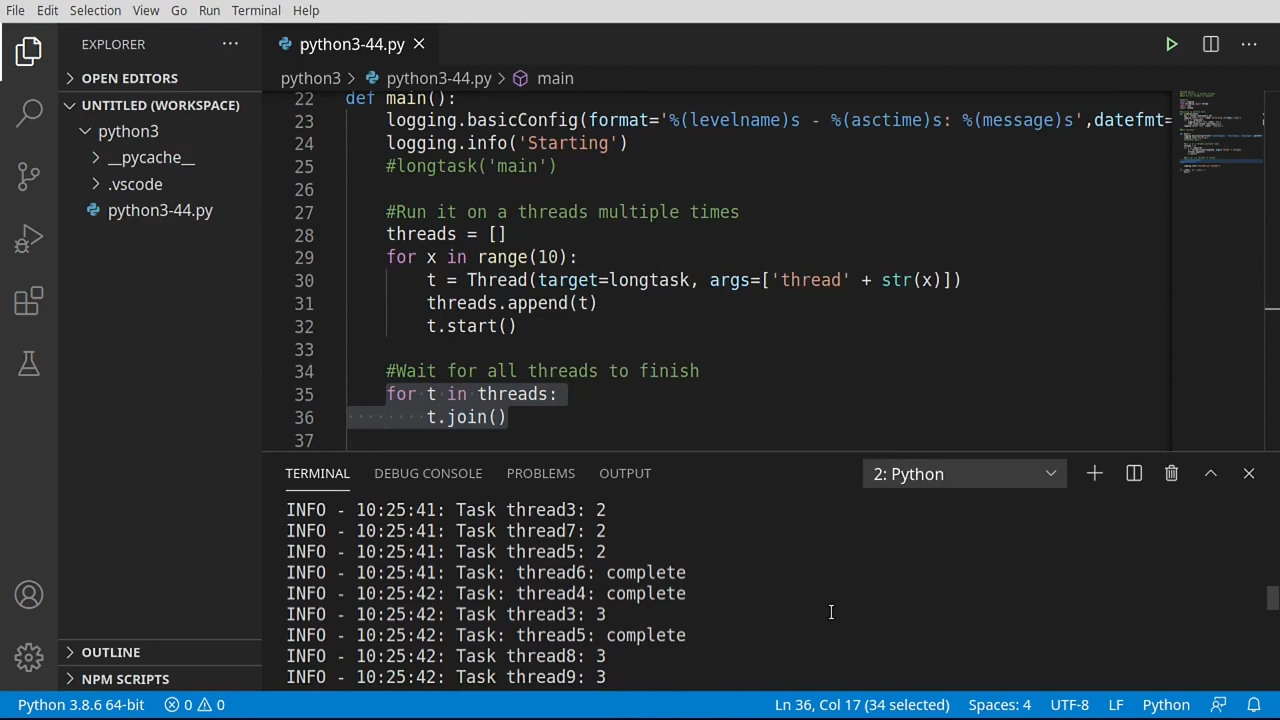 File Edit Selection View Go Run Terminal Help
EXPLORER ...
python3-44.py
OPEN EDITORS
UNTITLED (WORKSPACE)
python3
__pycache__
.vscode
python3-44.py
OUTLINE
NPM SCRIPTS
python3 > python3-44.py > main
22 def main():
23 logging.basicConfig(format='%(levelname)s - %(asctime)s: %(message)s',datefmt=
24 logging.info('Starting')
25 #longtask('main')
26
27 #Run it on a threads multiple times
28 threads = []
29 for x in range(10):
30 t = Thread(target=longtask, args=['thread' + str(x)])
31 threads.append(t)
32 t.start()
33
34 #Wait for all threads to finish
35 for t in threads:
36 t.join()
37
TERMINAL DEBUG CONSOLE PROBLEMS OUTPUT 2: Python
INFO - 10:25:41: Task thread3: 2
INFO - 10:25:41: Task thread7: 2
INFO - 10:25:41: Task thread5: 2
INFO - 10:25:41: Task: thread6: complete
INFO - 10:25:42: Task: thread4: complete
INFO - 10:25:42: Task thread3: 3
INFO - 10:25:42: Task: thread5: complete
INFO - 10:25:42: Task thread8: 3
INFO - 10:25:42: Task thread9: 3
Python 3.8.6 64-bit 0 0 Ln 36, Col 17 (34 selected) Spaces: 4 UTF-8 LF Python